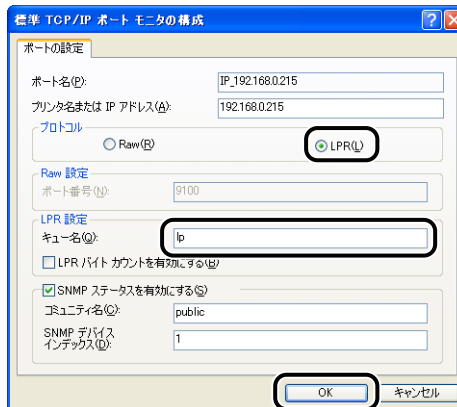 標準 TCP/IP ポート モニタの構成
ポートの設定
ポート名(P): IP_192.168.0.215
プリンタ名または IP アドレス(A): 192.168.0.215
プロトコル
Raw(R) LPR(L)
Raw 設定
ポート番号(N): 9100
LPR 設定
キュー名(Q): lp
LPR バイト カウントを有効にする(B)
SNMP ステータスを有効にする(S)
コミュニティ名(C): public
SNMP デバイス
インデックス(D): 1
OK キャンセル